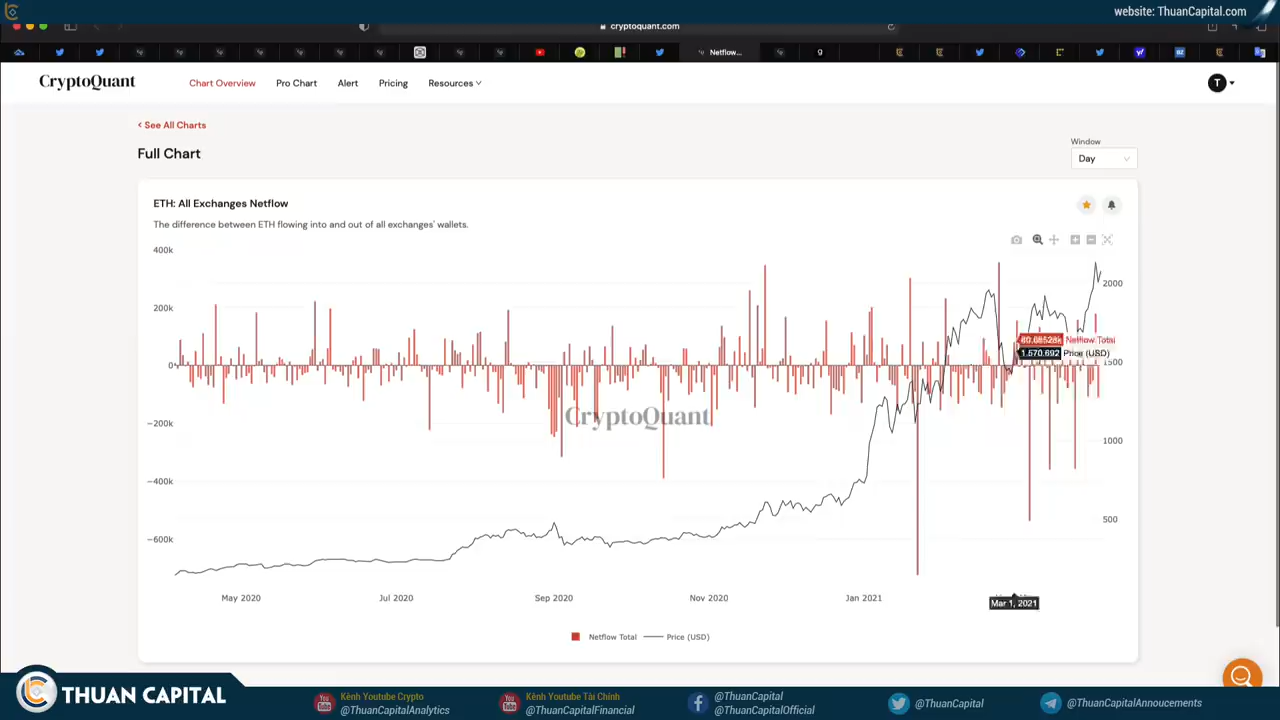 website: ThuanCapital.com
cryptoquant.com
Netflow...
CryptoQuant
Chart Overview
Pro Chart
Alert
Pricing
Resources
T
< See All Charts
Full Chart
Window
Day
ETH: All Exchanges Netflow
The difference between ETH flowing into and out of all exchanges' wallets.
400k
200k
0
−200k
−400k
−600k
2000
1500
1000
500
Netflow Total
1,570.692 Price (USD)
CryptoQuant
May 2020
Jul 2020
Sep 2020
Nov 2020
Jan 2021
Mar 1, 2021
Netflow Total
Price (USD)
THUAN CAPITAL
Kênh Youtube Crypto
@ThuanCapitalAnalytics
Kênh Youtube Tài Chính
@ThuanCapitalFinancial
@ThuanCapital
@ThuanCapitalOfficial
@ThuanCapital
@ThuanCapitalAnnoucements